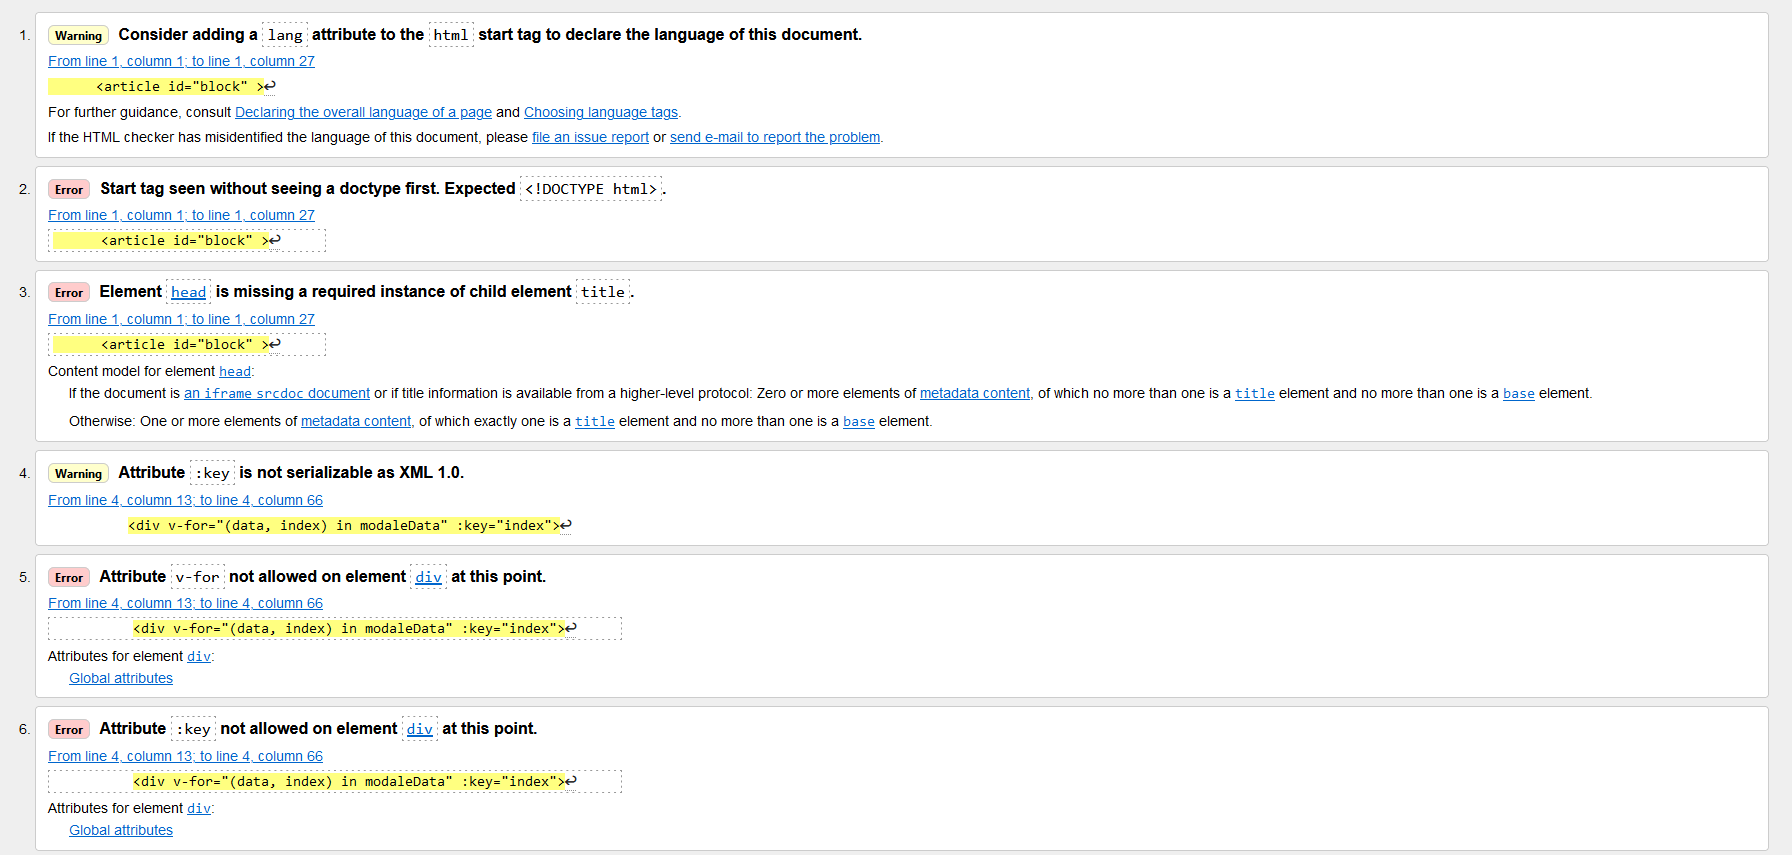 1. Warning Consider adding a lang attribute to the html start tag to declare the language of this document.
From line 1, column 1; to line 1, column 27
<article id="block" >↩
For further guidance, consult Declaring the overall language of a page and Choosing language tags.
If the HTML checker has misidentified the language of this document, please file an issue report or send e-mail to report the problem.
2. Error Start tag seen without seeing a doctype first. Expected <!DOCTYPE html>.
From line 1, column 1; to line 1, column 27
<article id="block" >↩
3. Error Element head is missing a required instance of child element title.
From line 1, column 1; to line 1, column 27
<article id="block" >↩
Content model for element head:
If the document is an iframe srcdoc document or if title information is available from a higher-level protocol: Zero or more elements of metadata content, of which no more than one is a title element and no more than one is a base element.
Otherwise: One or more elements of metadata content, of which exactly one is a title element and no more than one is a base element.
4. Warning Attribute :key is not serializable as XML 1.0.
From line 4, column 13; to line 4, column 66
<div v-for="(data, index) in modaleData" :key="index">↩
5. Error Attribute v-for not allowed on element div at this point.
From line 4, column 13; to line 4, column 66
<div v-for="(data, index) in modaleData" :key="index">↩
Attributes for element div:
Global attributes
6. Error Attribute :key not allowed on element div at this point.
From line 4, column 13; to line 4, column 66
<div v-for="(data, index) in modaleData" :key="index">↩
Attributes for element div:
Global attributes